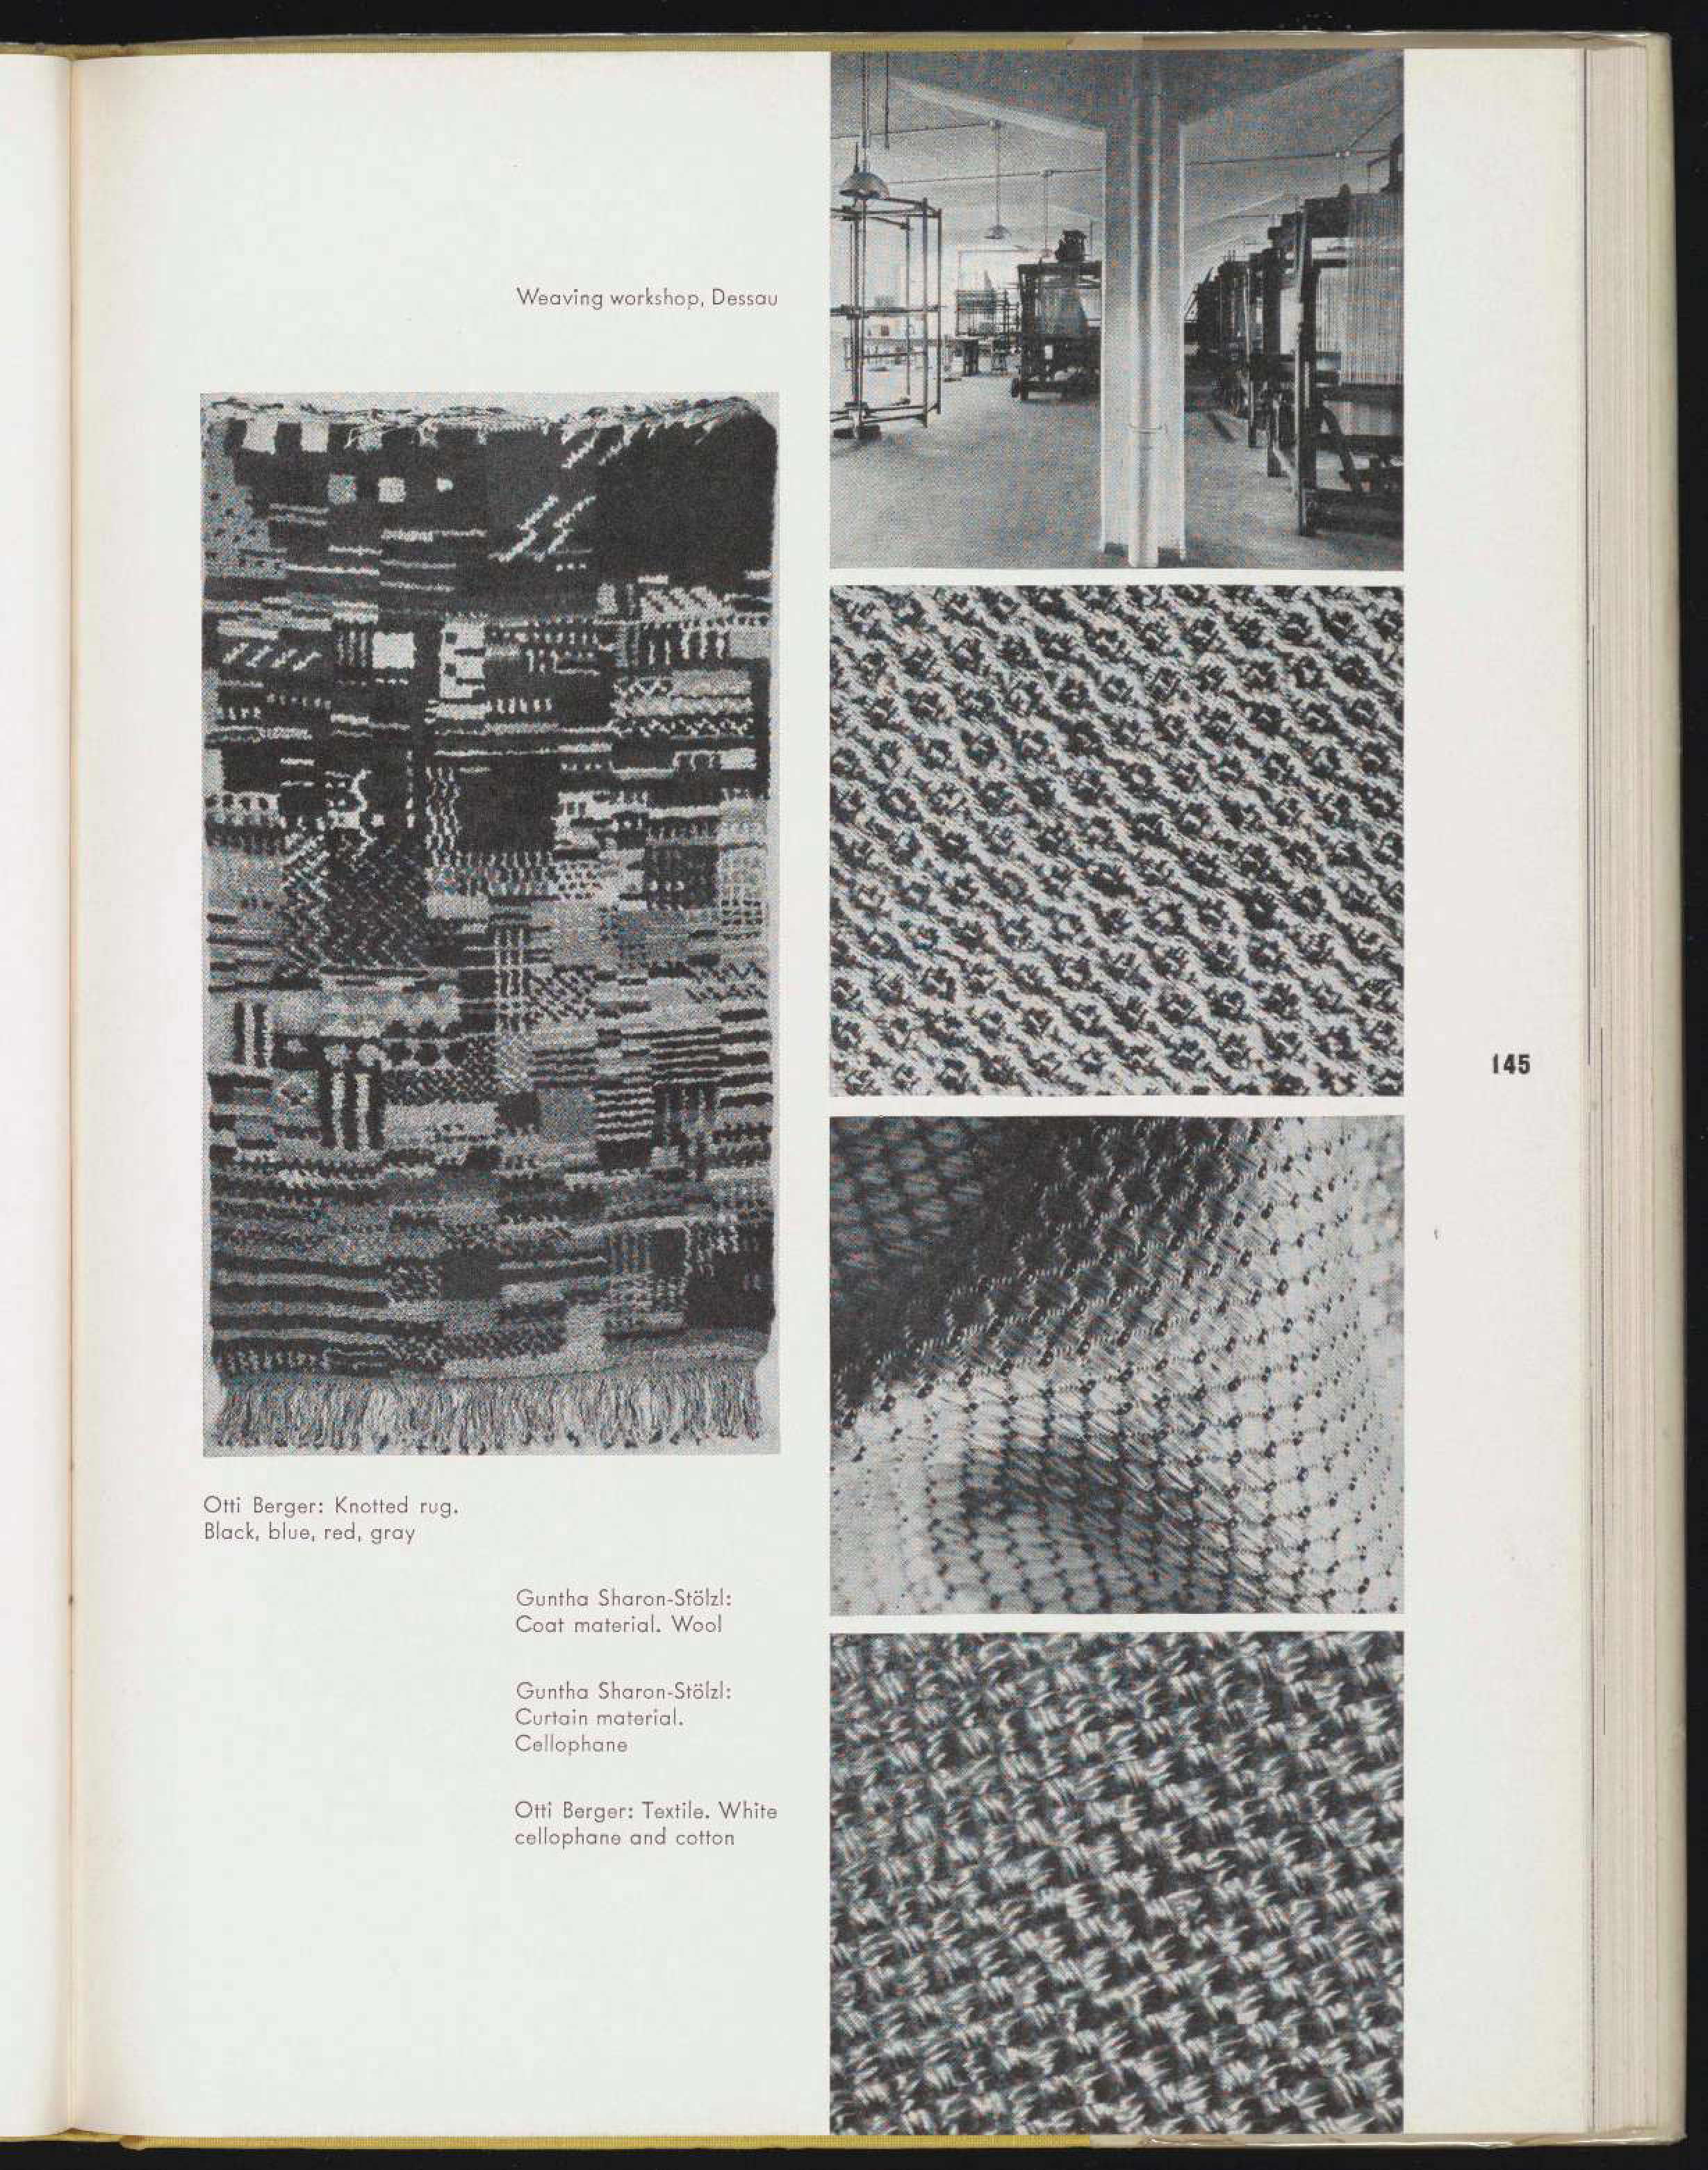 Weaving workshop, Dessau
145
Otti Berger: Knotted rug.
Black, blue, red, gray
Guntha Sharon-Stölzl:
Coat material. Wool
Guntha Sharon-Stölzl:
Curtain material.
Cellophane
Otti Berger: Textile. White
cellophane and cotton